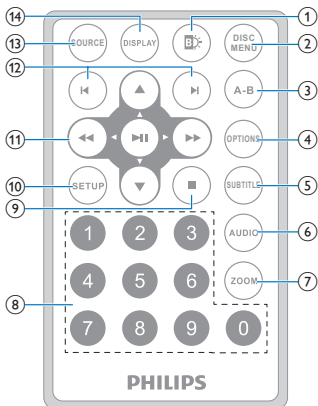 14 1
SOURCE DISPLAY B DISC MENU
13 2
12
A-B 3
11 OPTIONS 4
10 SETUP SUBTITLE 5
9
AUDIO 6
1 2 3
ZOOM 7
4 5 6
8
7 8 9 0
PHILIPS